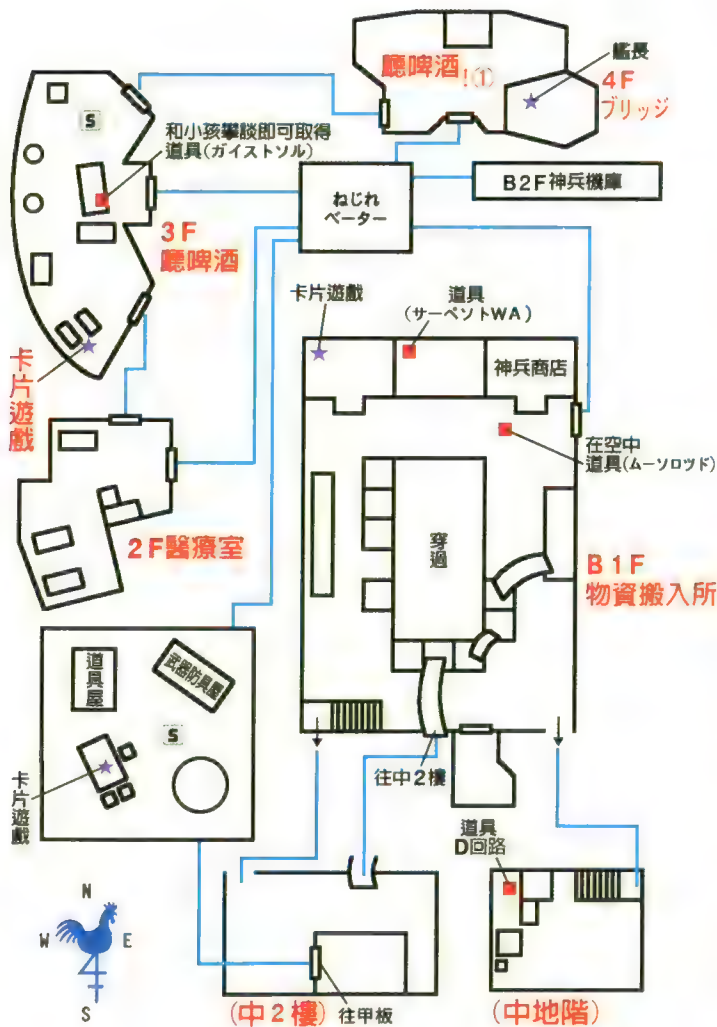 廳啤酒!①
艦長
4F
ブリッジ
S
和小孩攀談即可取得
道具(ガイストソル)
3F
廳啤酒
ねじれ
ベーター
B2F神兵機庫
卡片遊戲
卡片遊戲
道具
(サーペソトWA)
神兵商店
在空中
道具(ムーソロツド)
穿過
2F醫療室
B1F
物資搬入所
道具屋
武器防具屋
S
卡片遊戲
往中2樓
道具
D回路
N
W E
S
(中2樓)
往甲板
(中地階)